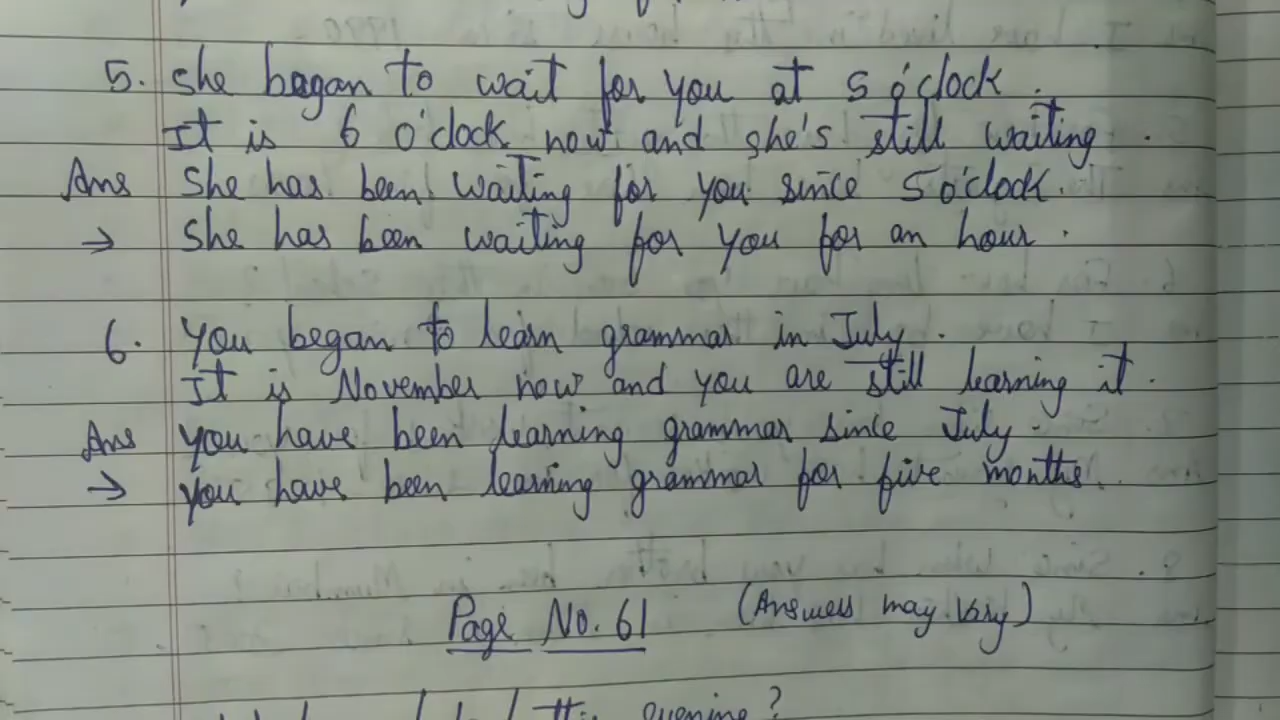 5. She began to wait for you at 5 o'clock.
It is 6 o'clock now and she's still waiting.
Ans She has been waiting for you since 5 o'clock.
→ She has been waiting for you for an hour.
6. You began to learn grammar in July.
It is November now and you are still learning it.
Ans You have been learning grammar since July.
→ You have been learning grammar for five months.
Page No. 61 (Answers may vary)
evening?